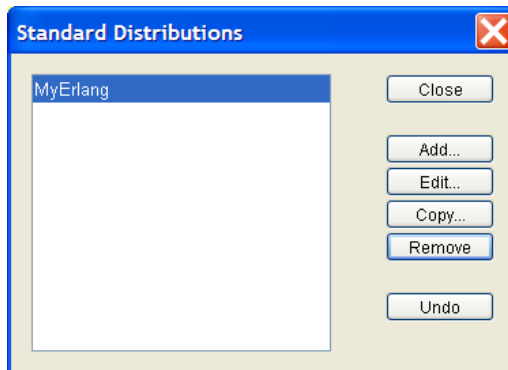 Standard Distributions
MyErlang
Close
Add...
Edit...
Copy...
Remove
Undo